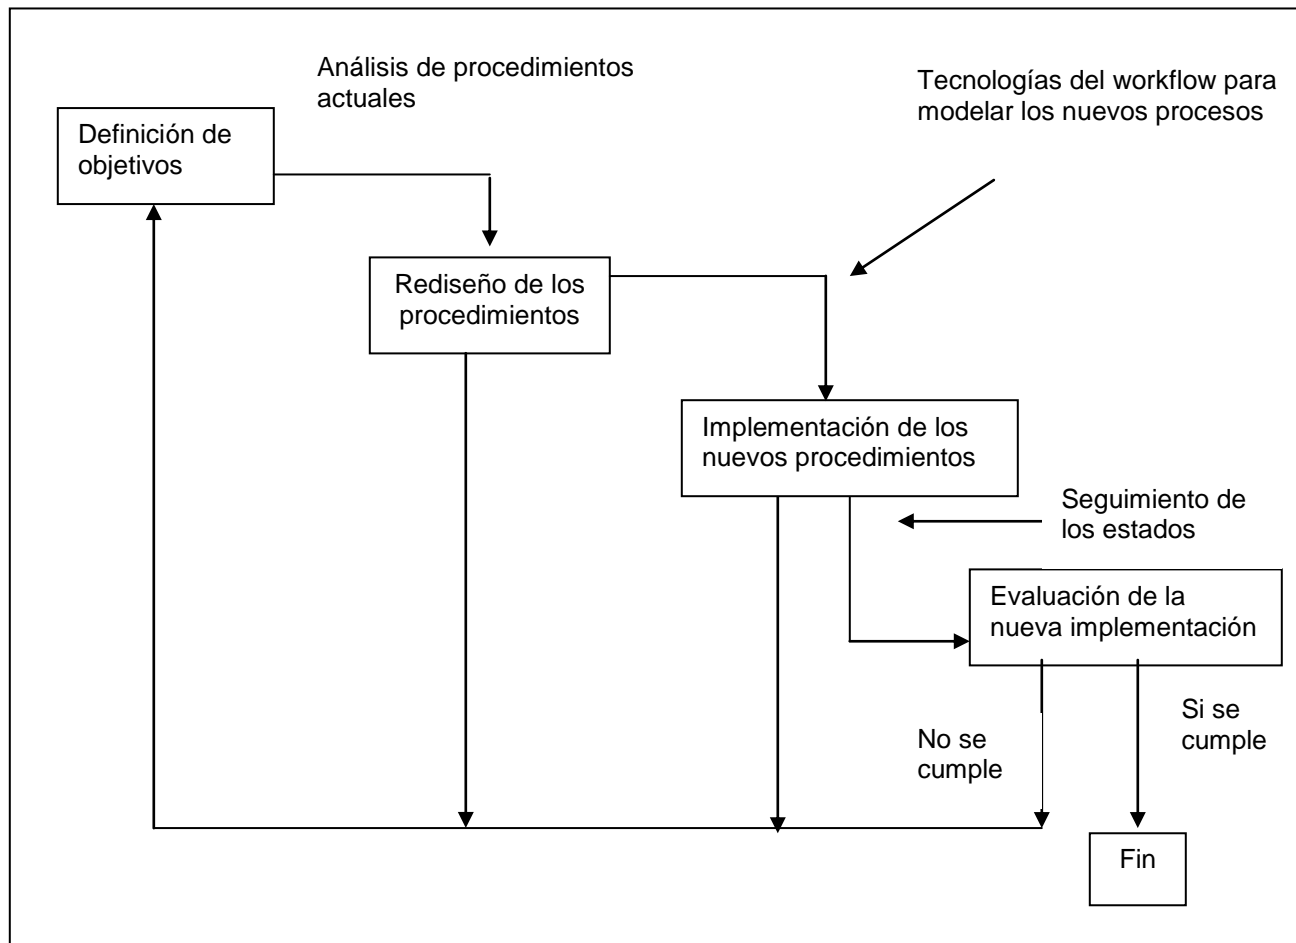 Análisis de procedimientos
actuales
Tecnologías del workflow para
modelar los nuevos procesos
Definición de
objetivos
Rediseño de los
procedimientos
Implementación de los
nuevos procedimientos
Seguimiento de
los estados
Evaluación de la
nueva implementación
No se
cumple
Si se
cumple
Fin